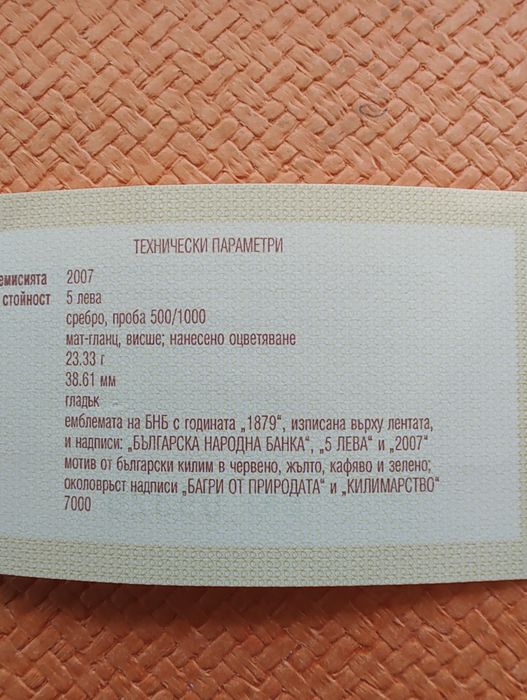 ТЕХНИЧЕСКИ ПАРАМЕТРИ
емисията 2007
стойност 5 лева
сребро, проба 500/1000
мат-гланц, висше; нанесено оцветяване
23.33 г
38.61 мм
гладък
емблемата на БНБ с годината „1879“, изписана върху лентата,
и надписи: „БЪЛГАРСКА НАРОДНА БАНКА“, „5 ЛЕВА“ и „2007“
мотив от български килим в червено, жълто, кафяво и зелено;
околовръст надписи „БАГРИ ОТ ПРИРОДАТА“ и „КИЛИМАРСТВО“
7000